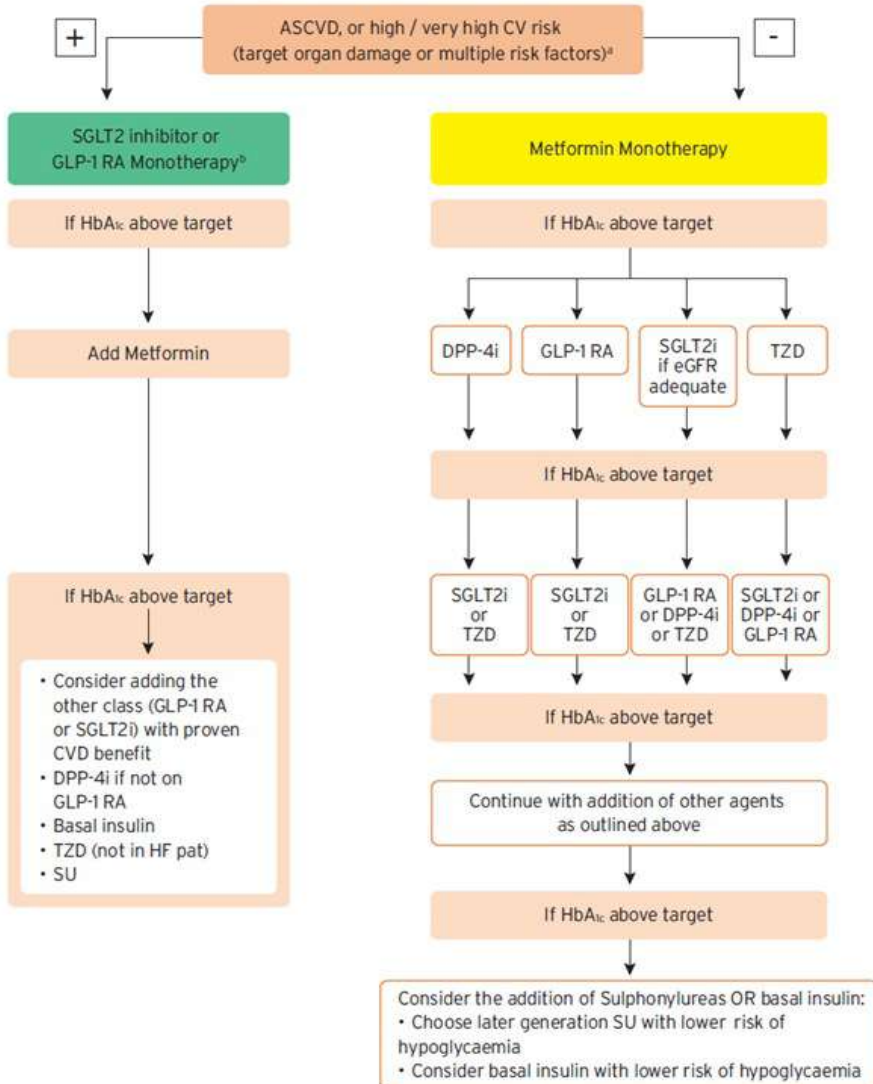 +
ASCVD, or high / very high CV risk
(target organ damage or multiple risk factors)ᵃ
-
SGLT2 inhibitor or
GLP-1 RA Monotherapyᵇ
If HbA₁c above target
Add Metformin
If HbA₁c above target
• Consider adding the
other class (GLP-1 RA
or SGLT2i) with proven
CVD benefit
• DPP-4i if not on
GLP-1 RA
• Basal insulin
• TZD (not in HF pat)
• SU
Metformin Monotherapy
If HbA₁c above target
DPP-4i
GLP-1 RA
SGLT2i
if eGFR
adequate
TZD
If HbA₁c above target
SGLT2i
or
TZD
SGLT2i
or
TZD
GLP-1 RA
or DPP-4i
or TZD
SGLT2i or
DPP-4i or
GLP-1 RA
If HbA₁c above target
Continue with addition of other agents
as outlined above
If HbA₁c above target
Consider the addition of Sulphonylureas OR basal insulin:
• Choose later generation SU with lower risk of
hypoglycaemia
• Consider basal insulin with lower risk of hypoglycaemia